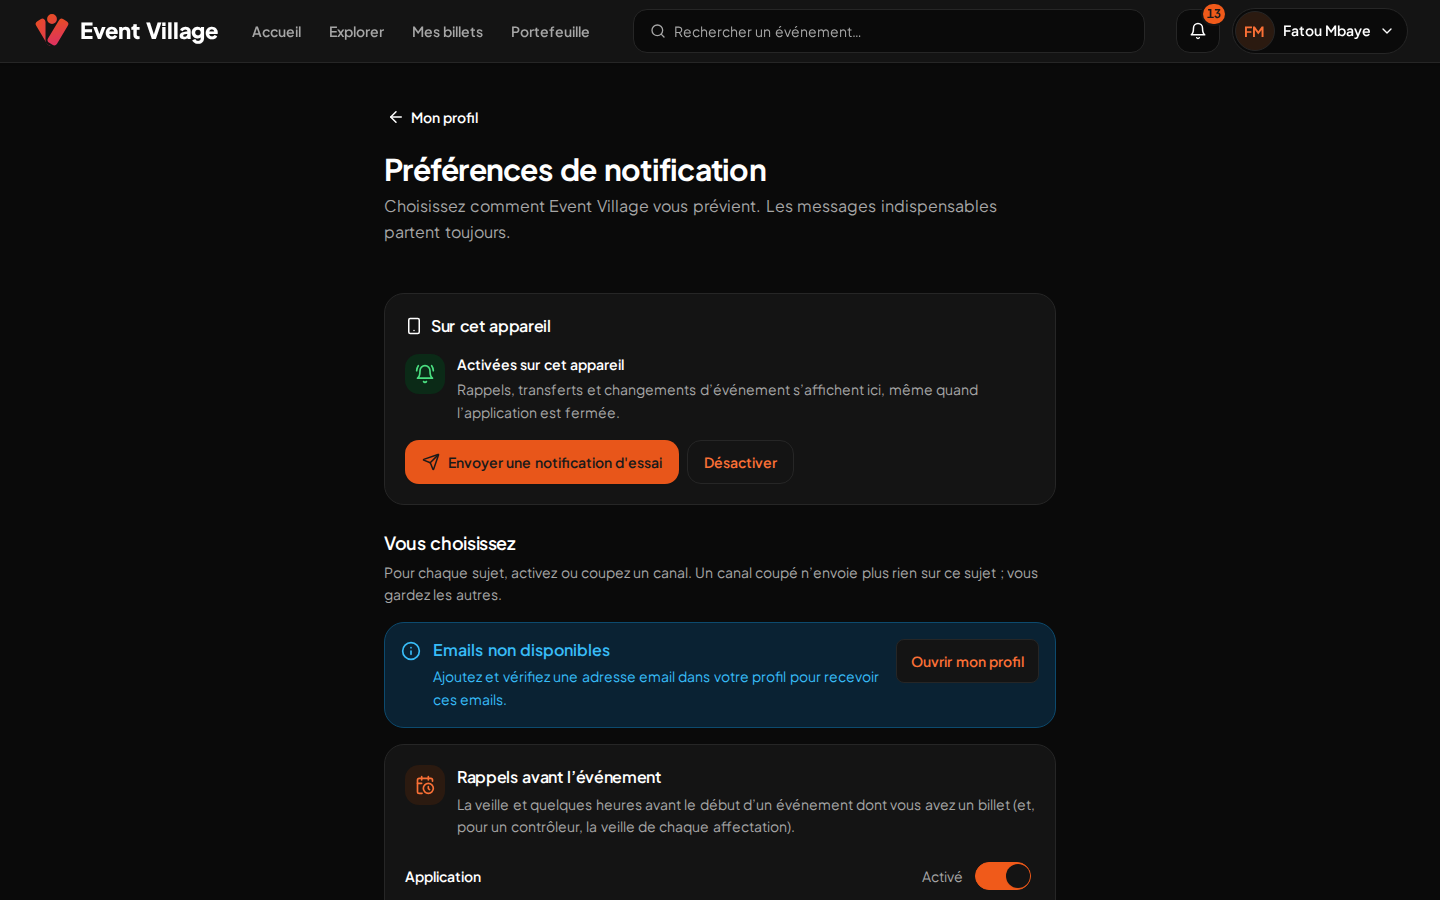 Event Village
Accueil
Explorer
Mes billets
Portefeuille
Rechercher un événement…
13
FM
Fatou Mbaye
Mon profil
Préférences de notification
Choisissez comment Event Village vous prévient. Les messages indispensables
partent toujours.
Sur cet appareil
Activées sur cet appareil
Rappels, transferts et changements d’événement s’affichent ici, même quand
l’application est fermée.
Envoyer une notification d'essai
Désactiver
Vous choisissez
Pour chaque sujet, activez ou coupez un canal. Un canal coupé n’envoie plus rien sur ce sujet ; vous
gardez les autres.
Emails non disponibles
Ajoutez et vérifiez une adresse email dans votre profil pour recevoir
ces emails.
Ouvrir mon profil
Rappels avant l’événement
La veille et quelques heures avant le début d’un événement dont vous avez un billet (et,
pour un contrôleur, la veille de chaque affectation).
Application
Activé